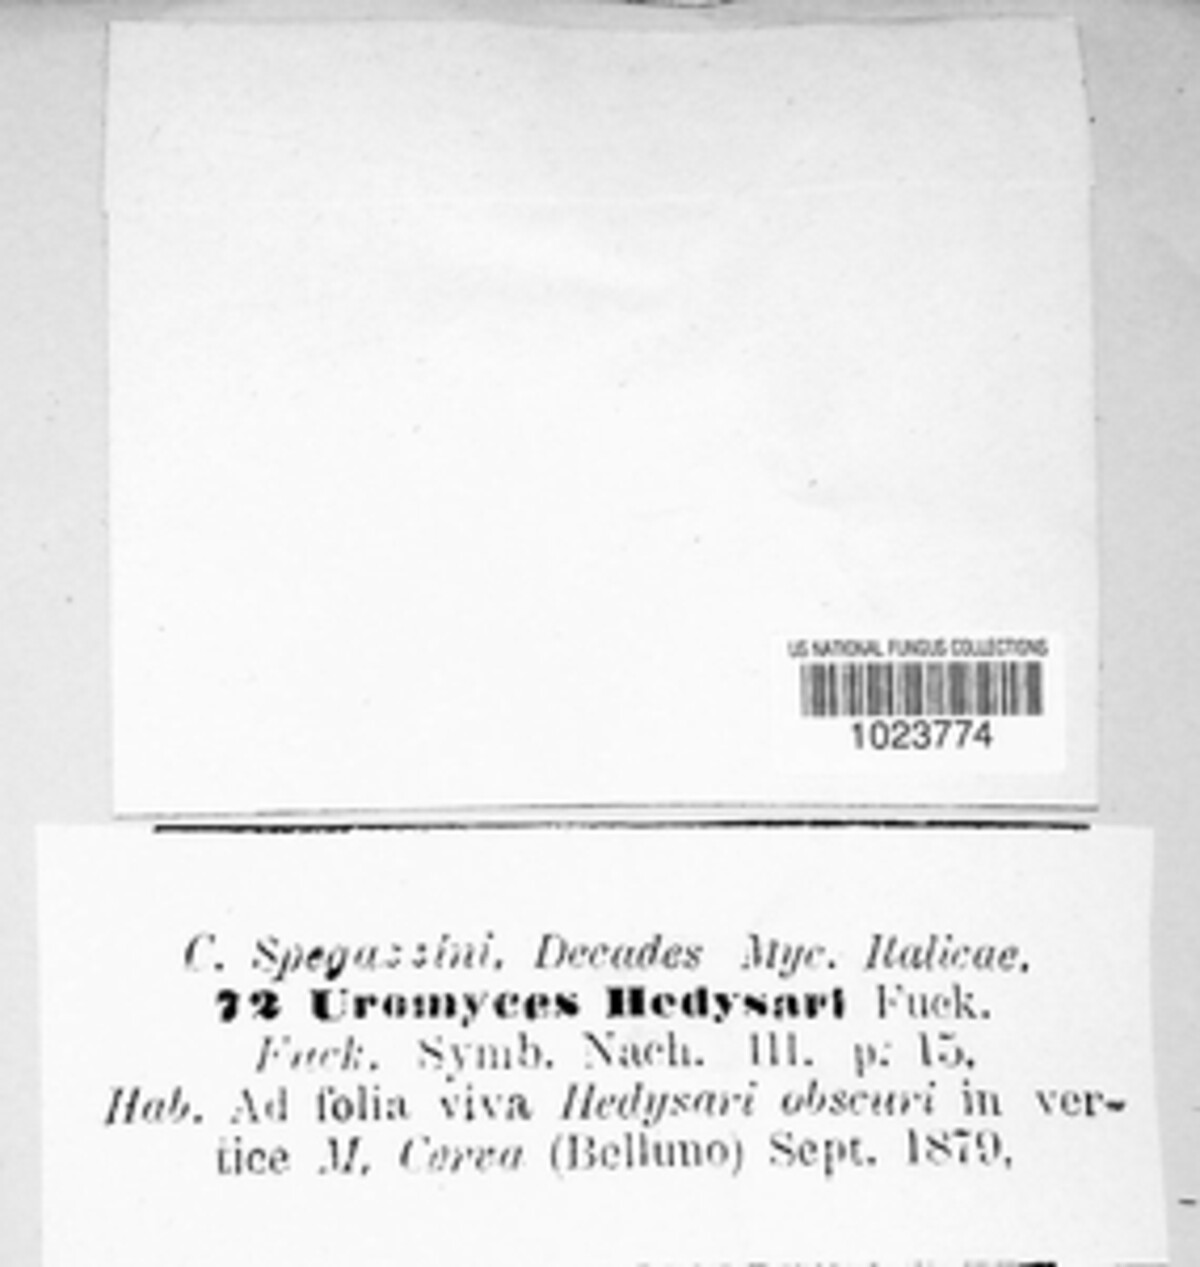 US NATIONAL FUNGUS COLLECTIONS
1023774
C. Spegazzini. Decades Myc. Italicae.
72 Uromyces Hedysari Fuck.
Fuck. Symb. Nach. III. p: 15.
Hab. Ad folia viva Hedysari obscuri in ver-
tice M. (Belluno) Sept. 1879.